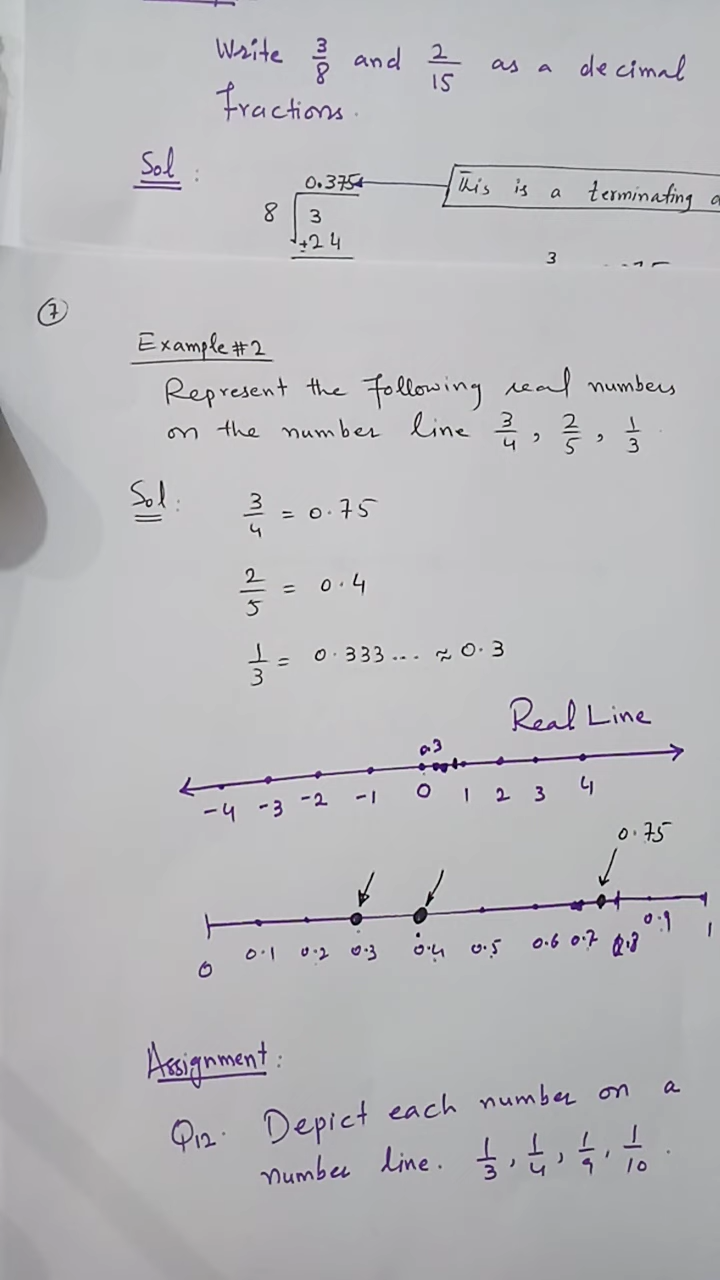 Write 3/8 and 2/15 as a decimal
fractions.
Sol :
0.375
This is a terminating
8
3
24
3
7
Example #2
Represent the following real numbers
on the number line 3/4, 2/5, 1/3.
Sol:
3/4 = 0.75
2/5 = 0.4
1/3 = 0.333... ≈ 0.3
Real Line
0.3
-4 -3 -2 -1 0 1 2 3 4
0.75
0 0.1 0.2 0.3 0.4 0.5 0.6 0.7 0.8 0.9 1
Assignment:
Q12. Depict each number on a
number line. 1/3, 1/4, 1/9, 1/10.